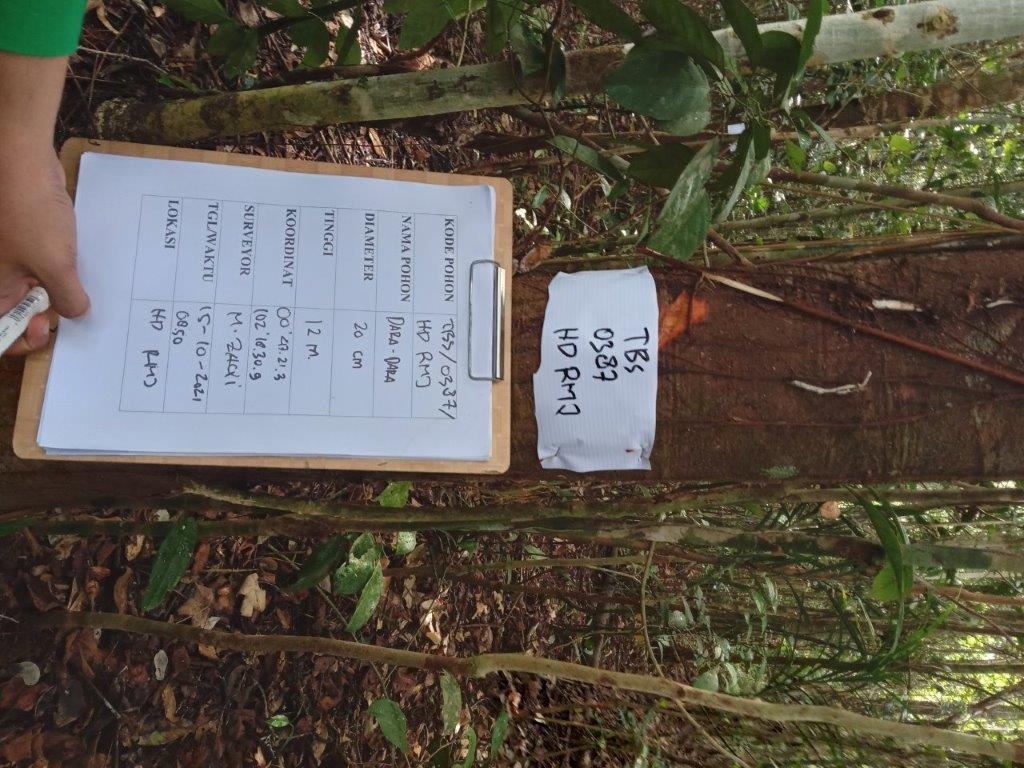 TBS
0387
HD RMJ
KODE POHON TBS/0387/
HD RMJ
NAMA POHON DARA-DARA
DIAMETER 20 cm
TINGGI 12 M.
KOORDINAT 00°47.21.3
102°18.30.9
SURVEYOR M. ZACKI
TGL/WAKTU 15-10-2021
08.50
LOKASI HD RMJ